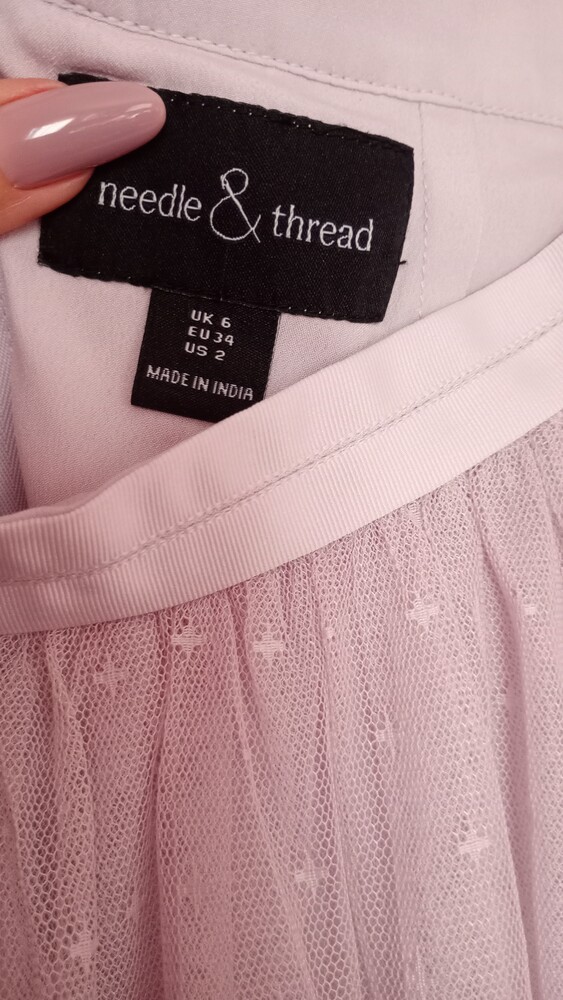 needle & thread
UK 6
EU 34
US 2
MADE IN INDIA